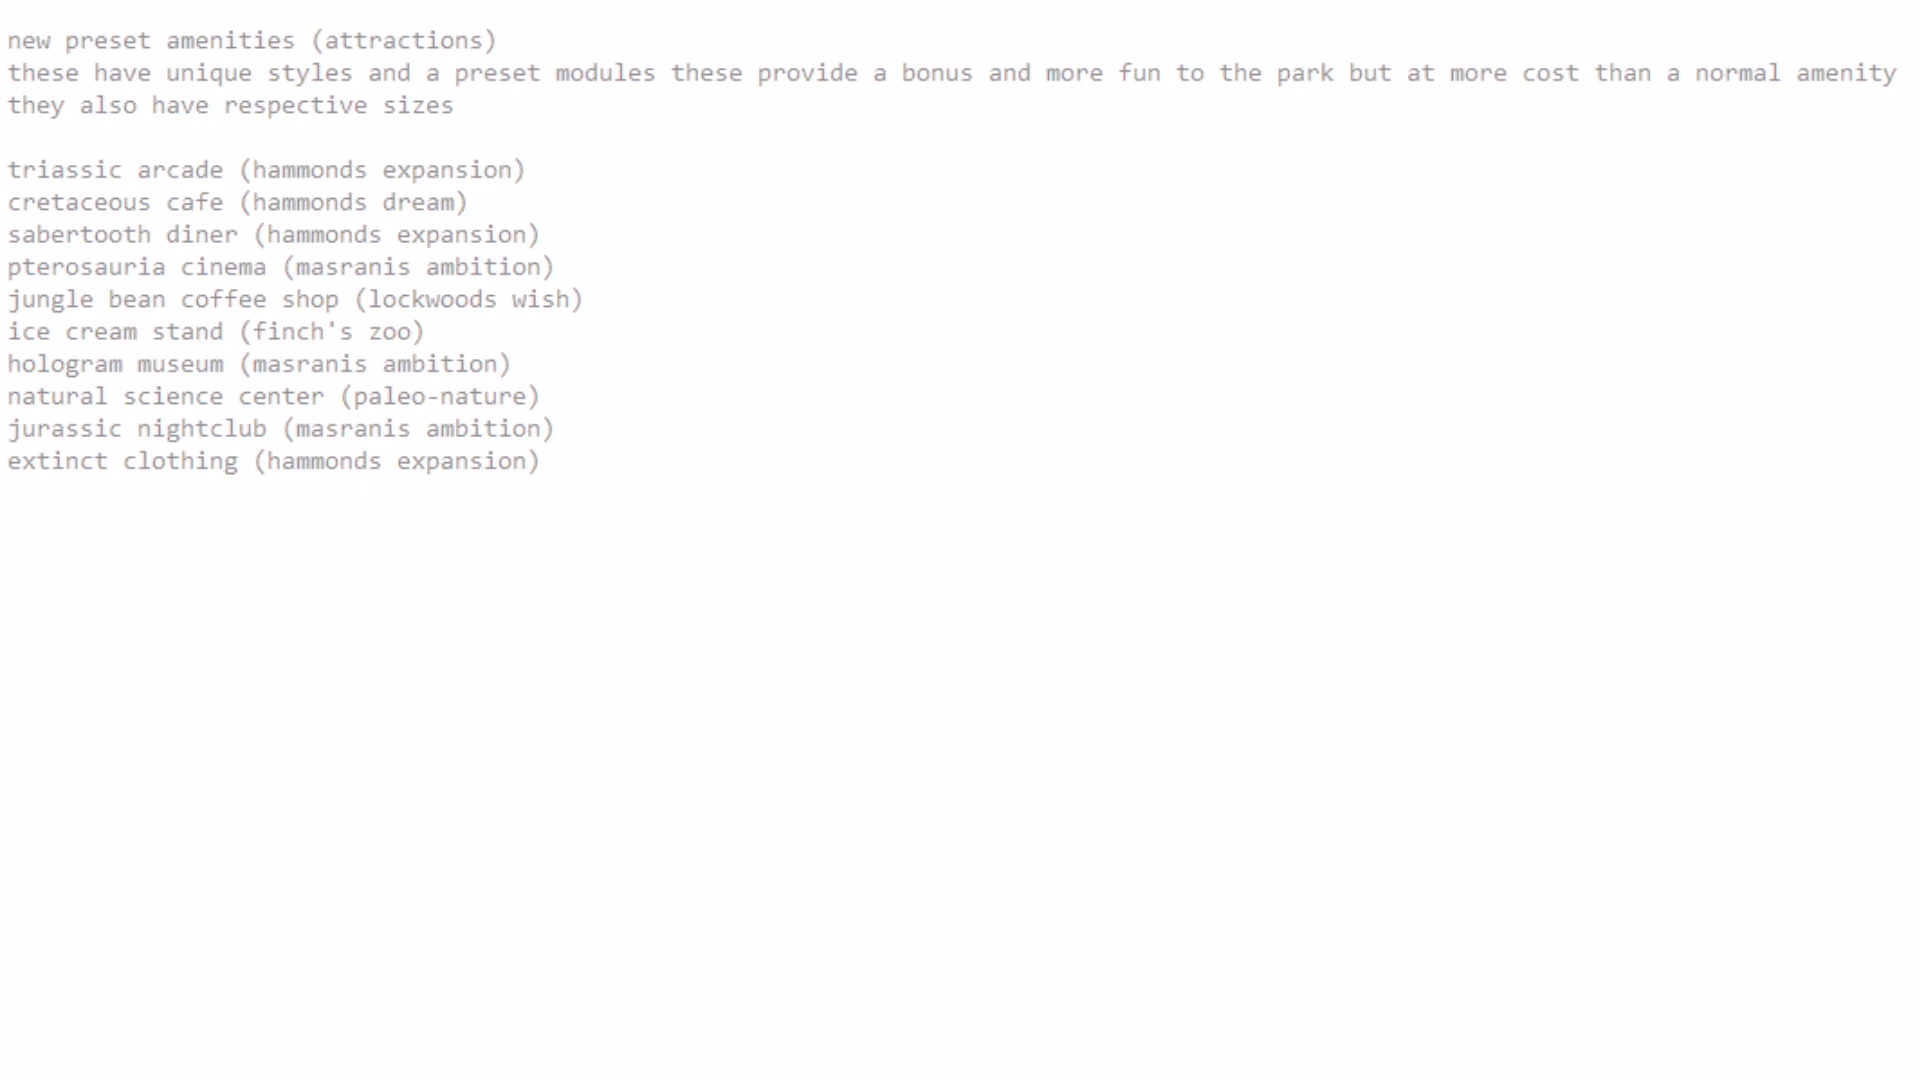 new preset amenities (attractions)
these have unique styles and a preset modules these provide a bonus and more fun to the park but at more cost than a normal amenity
they also have respective sizes
triassic arcade (hammonds expansion)
cretaceous cafe (hammonds dream)
sabertooth diner (hammonds expansion)
pterosauria cinema (masranis ambition)
jungle bean coffee shop (lockwoods wish)
ice cream stand (finch's zoo)
hologram museum (masranis ambition)
natural science center (paleo-nature)
jurassic nightclub (masranis ambition)
extinct clothing (hammonds expansion)